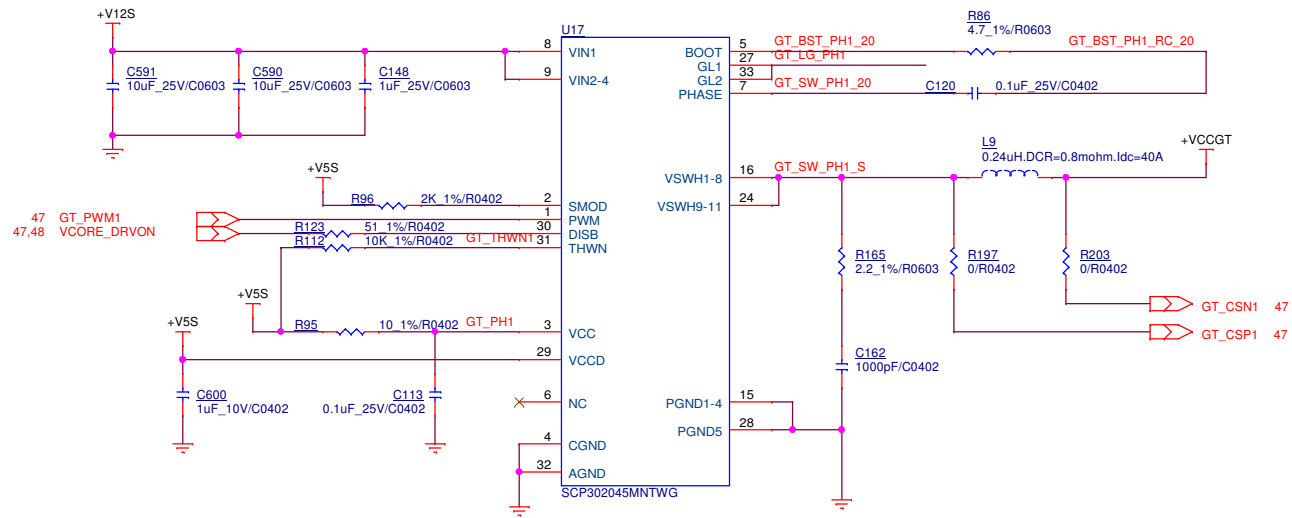 +V12S
U17
R86
4.7_1%/R0603
8
VIN1
9
VIN2-4
C591
10uF_25V/C0603
C590
10uF_25V/C0603
C148
1uF_25V/C0603
BOOT
5
GT_BST_PH1_20
GT_BST_PH1_RC_20
GL1
27
GT_LG_PH1
GL2
33
PHASE
7
GT_SW_PH1_20
C120
0.1uF_25V/C0402
+VCCGT
L9
0.24uH.DCR=0.8mohm.Idc=40A
VSWH1-8
16
GT_SW_PH1_S
VSWH9-11
24
+V5S
R96
2K_1%/R0402
2
SMOD
47
GT_PWM1
1
PWM
47,48
VCORE_DRVON
R123
51_1%/R0402
30
DISB
R112
10K_1%/R0402
GT_THWN1
31
THWN
R165
2.2_1%/R0603
R197
0/R0402
R203
0/R0402
GT_CSN1
47
GT_CSP1
47
+V5S
R95
10_1%/R0402
GT_PH1
3
VCC
+V5S
29
VCCD
C162
1000pF/C0402
C600
1uF_10V/C0402
C113
0.1uF_25V/C0402
6
NC
PGND1-4
15
PGND5
28
4
CGND
32
AGND
SCP302045MNTWG